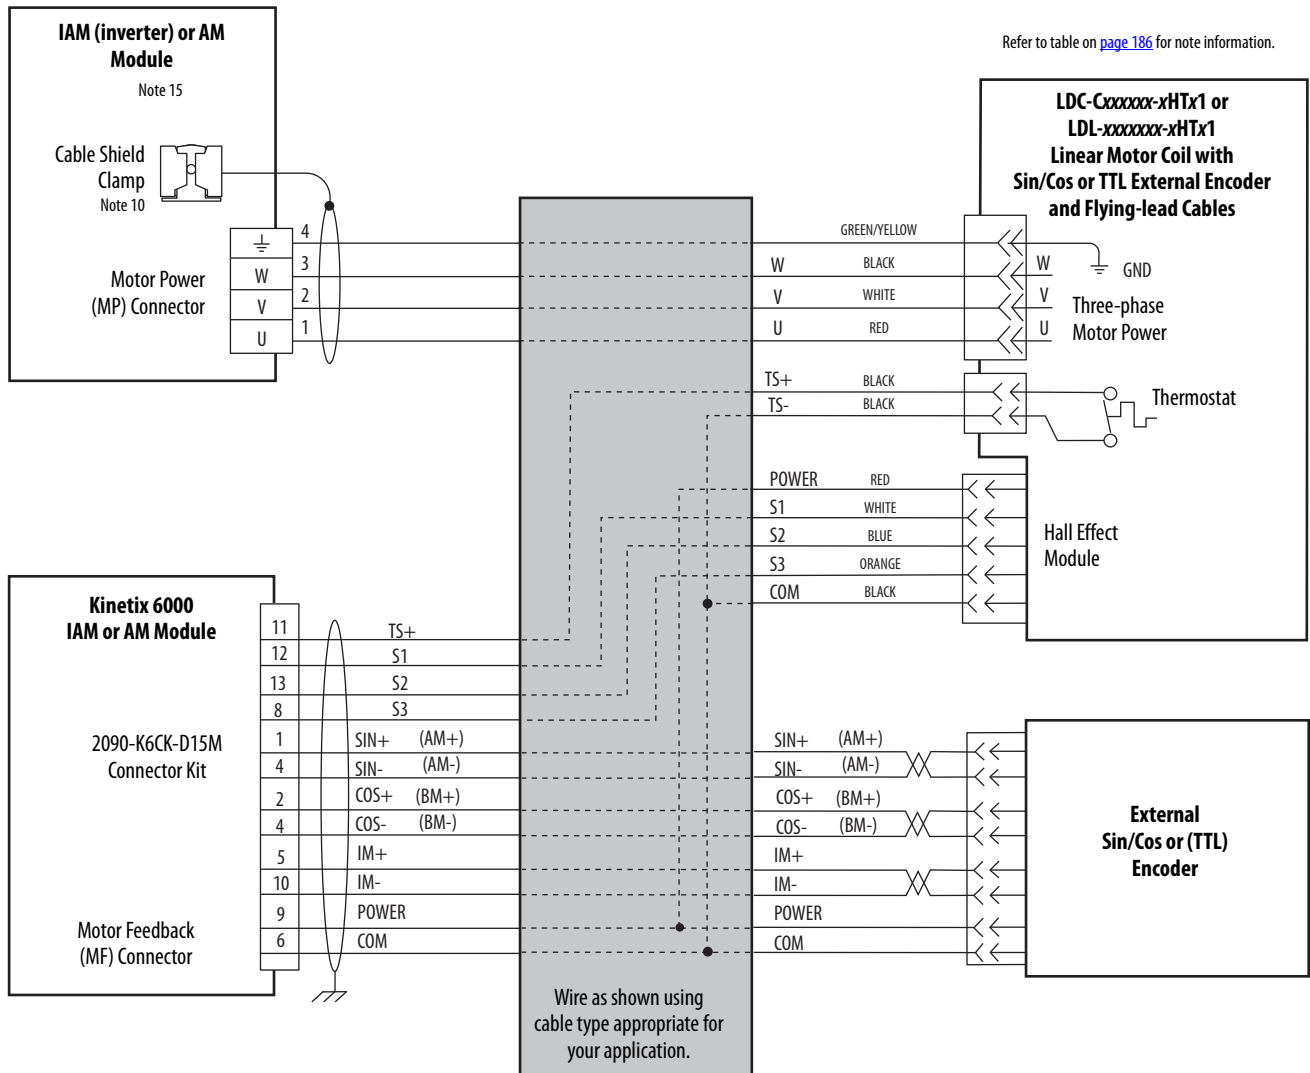 IAM (inverter) or AM
Module
Note 15
Cable Shield
Clamp
Note 10
Motor Power
(MP) Connector
W
V
U
4
3
2
1
Refer to table on page 186 for note information.
LDC-Cxxxxxx-xHTx1 or
LDL-xxxxxxx-xHTx1
Linear Motor Coil with
Sin/Cos or TTL External Encoder
and Flying-lead Cables
GREEN/YELLOW
W BLACK
V WHITE
U RED
GND
W
V
U
Three-phase
Motor Power
TS+ BLACK
TS- BLACK
Thermostat
POWER RED
S1 WHITE
S2 BLUE
S3 ORANGE
COM BLACK
Hall Effect
Module
Kinetix 6000
IAM or AM Module
2090-K6CK-D15M
Connector Kit
Motor Feedback
(MF) Connector
11 TS+
12 S1
13 S2
8 S3
1 SIN+ (AM+)
4 SIN- (AM-)
2 COS+ (BM+)
4 COS- (BM-)
5 IM+
10 IM-
9 POWER
6 COM
SIN+ (AM+)
SIN- (AM-)
COS+ (BM+)
COS- (BM-)
IM+
IM-
POWER
COM
External
Sin/Cos or (TTL)
Encoder
Wire as shown using
cable type appropriate for
your application.